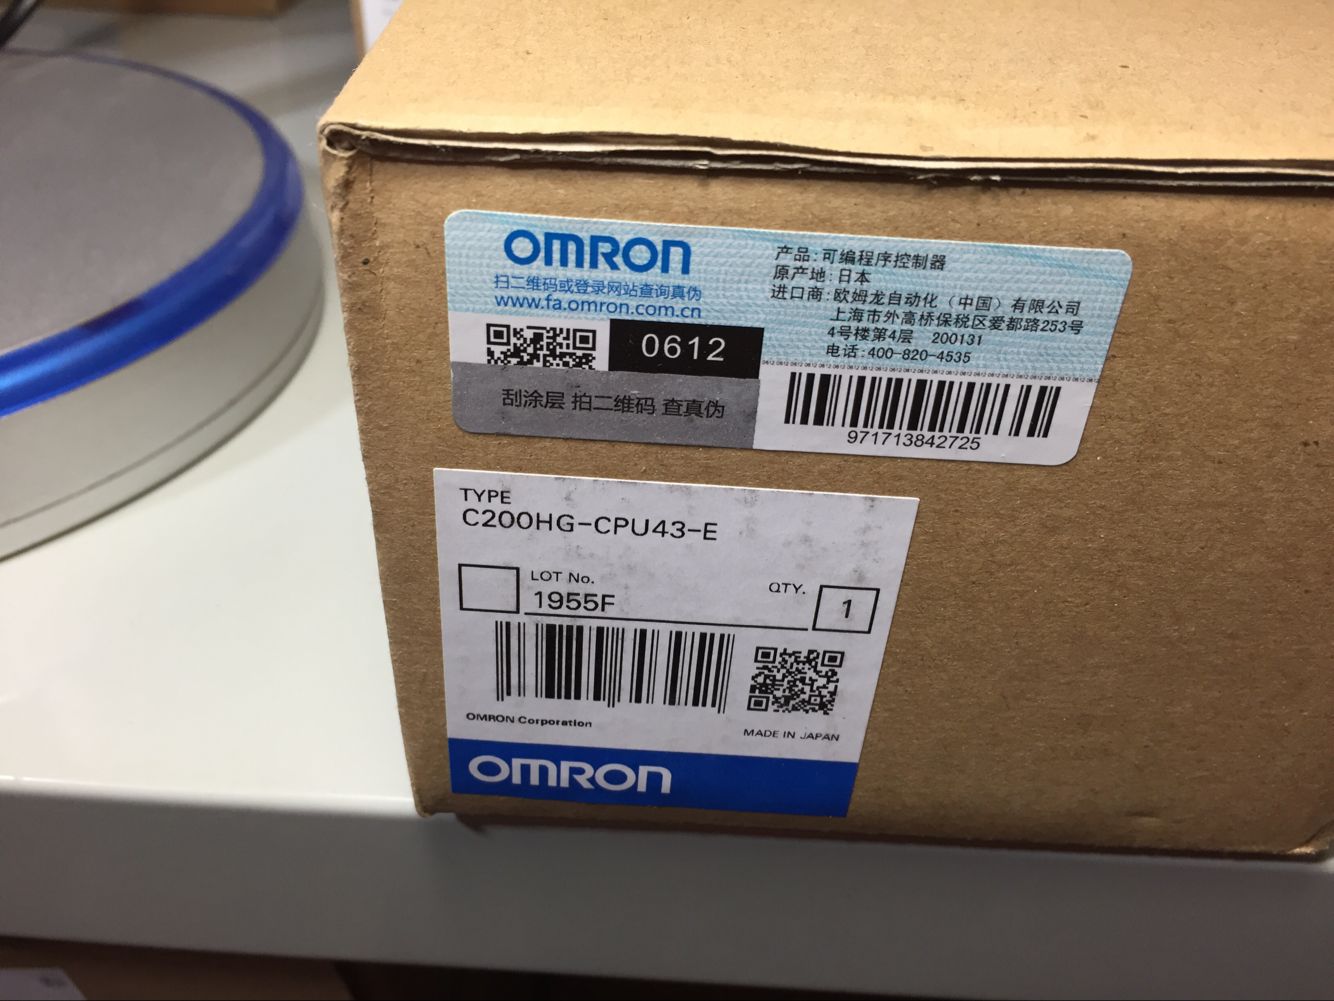 OMRON
扫二维码或登录网站查询真伪
www.fa.omron.com.cn
0612
刮涂层 拍二维码 查真伪
产品:可编程序控制器
原产地:日本
进口商:欧姆龙自动化（中国）有限公司
上海市外高桥保税区爱都路253号
4号楼第4层 200131
电话:400-820-4535
971713842725
TYPE
C200HG-CPU43-E
LOT No.
1955F
QTY.
1
OMRON Corporation
MADE IN JAPAN
OMRON